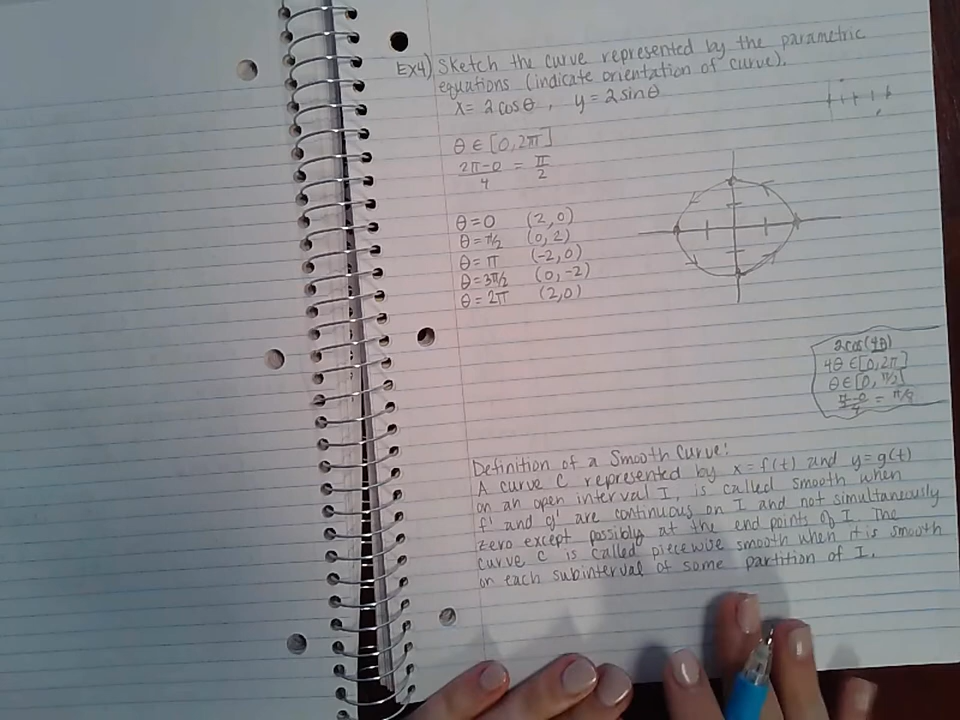 Ex4) Sketch the curve represented by the parametric
equations (indicate orientation of curve).
x = 2 cosθ , y = 2 sinθ
θ ∈ [0, 2π]
2π-0/4 = π/2
θ = 0 (2, 0)
θ = π/2 (0, 2)
θ = π (-2, 0)
θ = 3π/2 (0, -2)
θ = 2π (2, 0)
2cos(4θ)
4θ ∈ [0, 2π]
θ ∈ [0, π/2]
π/2-0/4 = π/8
Definition of a Smooth Curve:
A curve C represented by x = f(t) and y = g(t)
on an open interval I, is called smooth when
f' and g' are continuous on I and not simultaneously
zero except possibly at the end points of I. The
curve C is called piecewise smooth when it is smooth
on each subinterval of some partition of I.